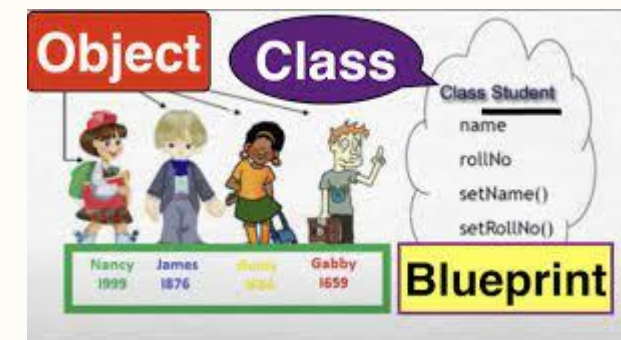 Object
Class
Class Student
name
rollNo
setName()
setRollNo()
Nancy James Gabby
1999 1876 1659
Blueprint